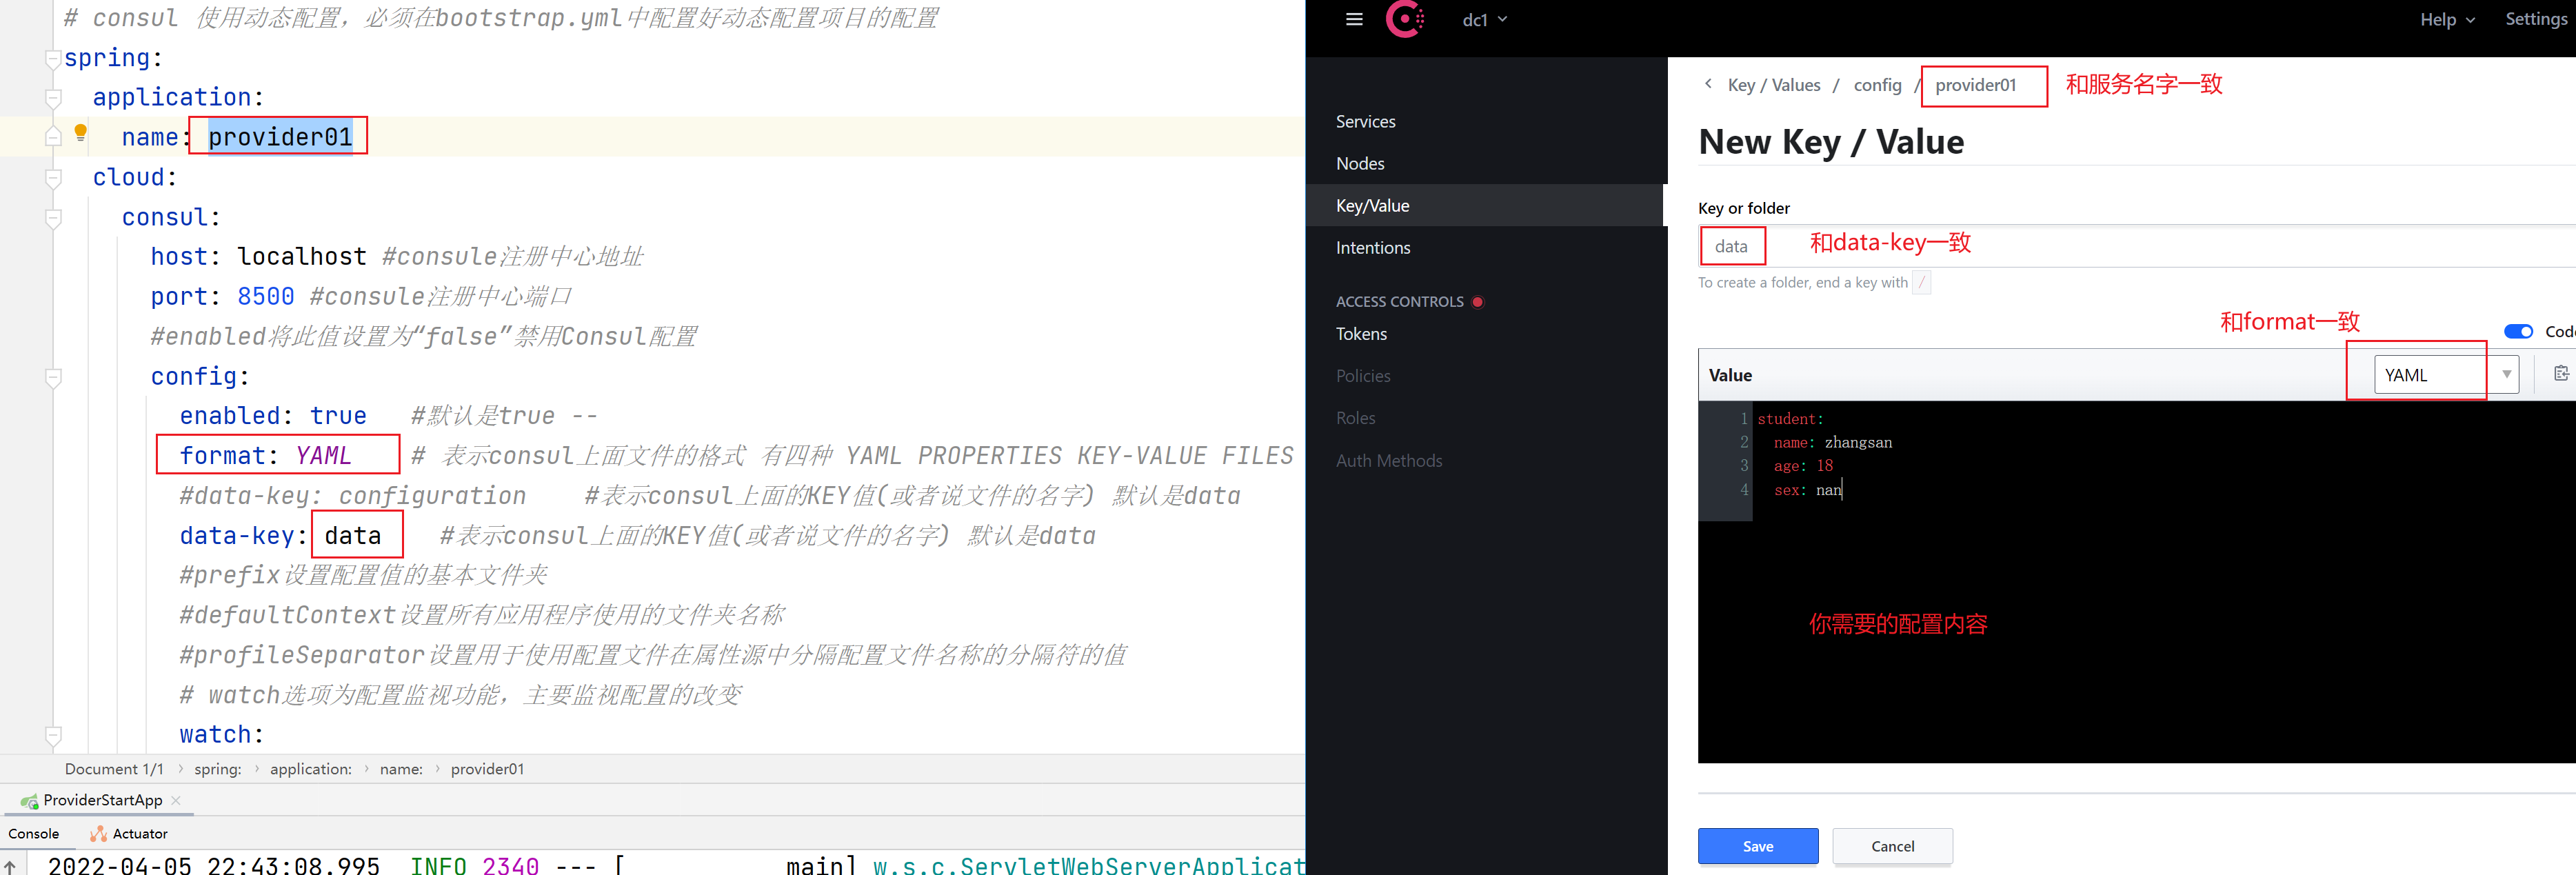 # consul 使用动态配置，必须在bootstrap.yml中配置好动态配置项目的配置
spring:
application:
name: provider01
cloud:
consul:
host: localhost #consule注册中心地址
port: 8500 #consule注册中心端口
#enabled将此值设置为“false”禁用Consul配置
config:
enabled: true #默认是true --
format: YAML # 表示consul上面文件的格式 有四种 YAML PROPERTIES KEY-VALUE FILES
#data-key: configuration #表示consul上面的KEY值(或者说文件的名字) 默认是data
data-key: data #表示consul上面的KEY值(或者说文件的名字) 默认是data
#prefix设置配置值的基本文件夹
#defaultContext设置所有应用程序使用的文件夹名称
#profileSeparator设置用于使用配置文件在属性源中分隔配置文件名称的分隔符的值
# watch选项为配置监视功能，主要监视配置的改变
watch:
Document 1/1 › spring: › application: › name: › provider01
ProviderStartApp ×
Console Actuator
2022-04-05 22:43:08.995 INFO 2340 --- [ main] w.s.c.ServletWebServerApplicat
dc1
Help
Settings
Services
Nodes
Key/Value
Intentions
ACCESS CONTROLS
Tokens
Policies
Roles
Auth Methods
Key / Values / config / provider01 和服务名字一致
New Key / Value
Key or folder
data 和data-key一致
To create a folder, end a key with /
和format一致
Code
Value YAML
1 student:
2 name: zhangsan
3 age: 18
4 sex: nan
你需要的配置内容
Save Cancel